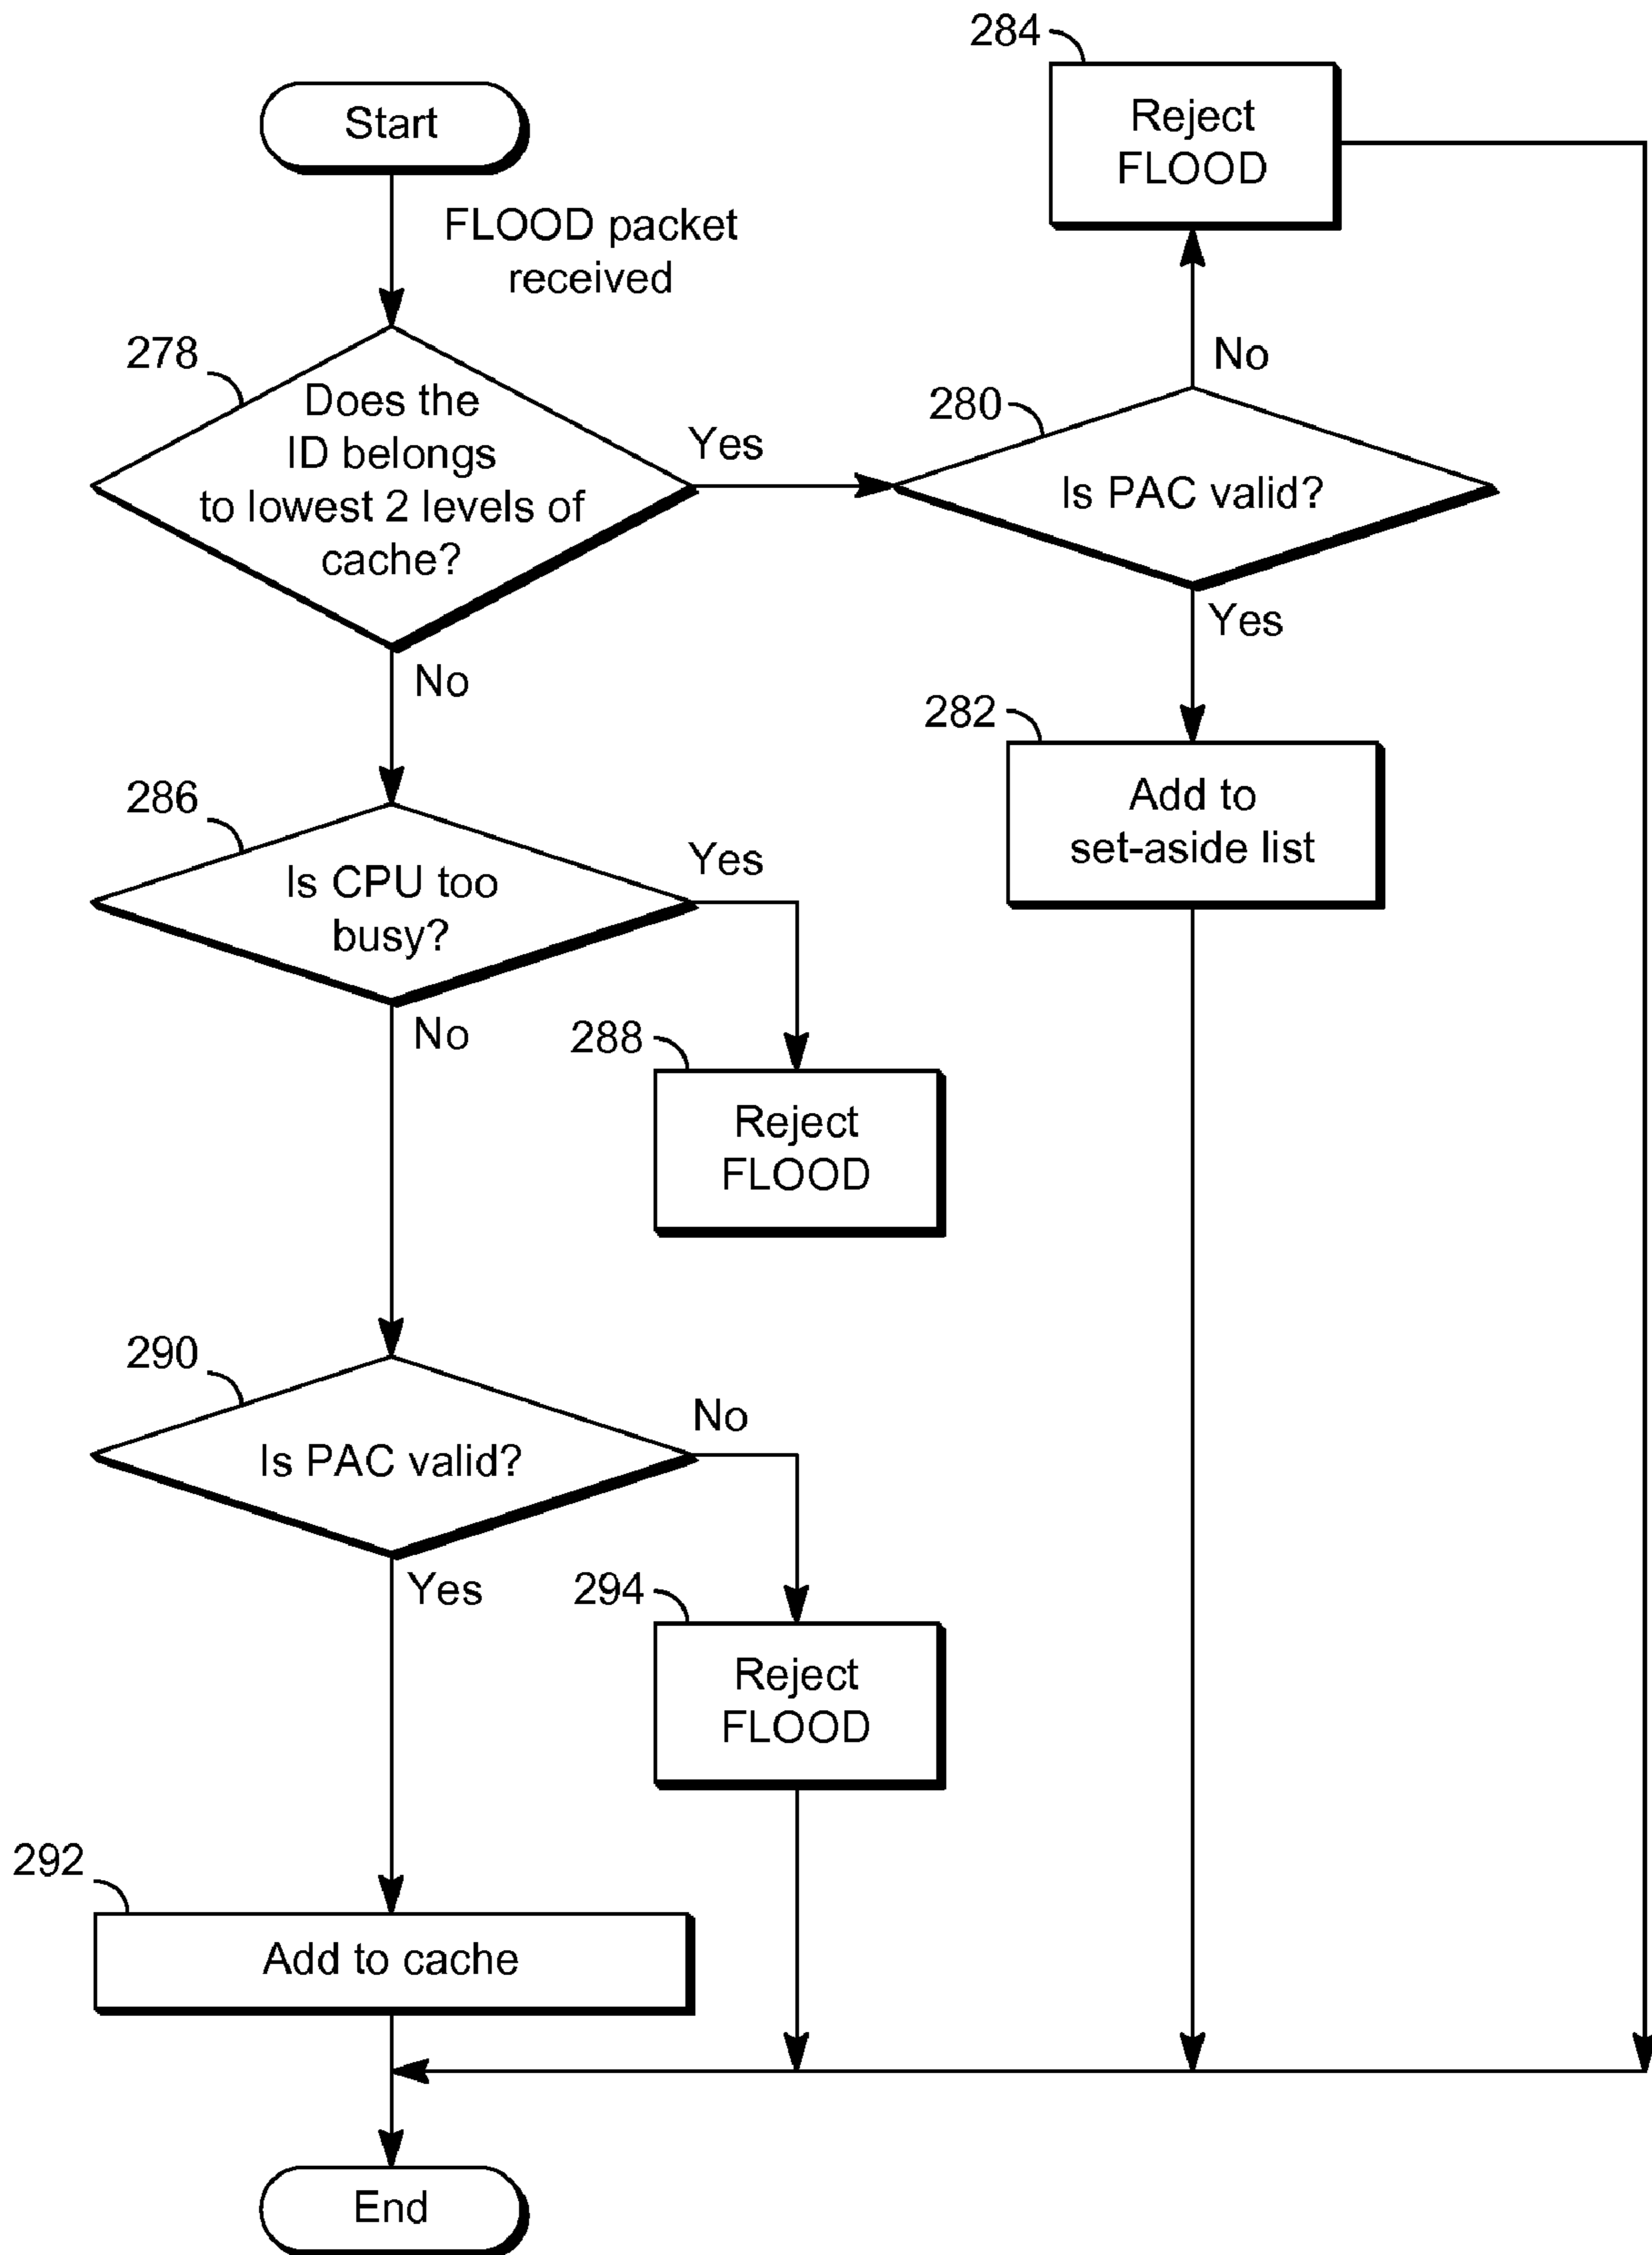 Start
FLOOD packet
received
278
Does the
ID belongs
to lowest 2 levels of
cache?
Yes
No
280
Is PAC valid?
No
284
Reject
FLOOD
Yes
282
Add to
set-aside list
286
Is CPU too
busy?
Yes
288
Reject
FLOOD
No
290
Is PAC valid?
No
294
Reject
FLOOD
Yes
292
Add to cache
End